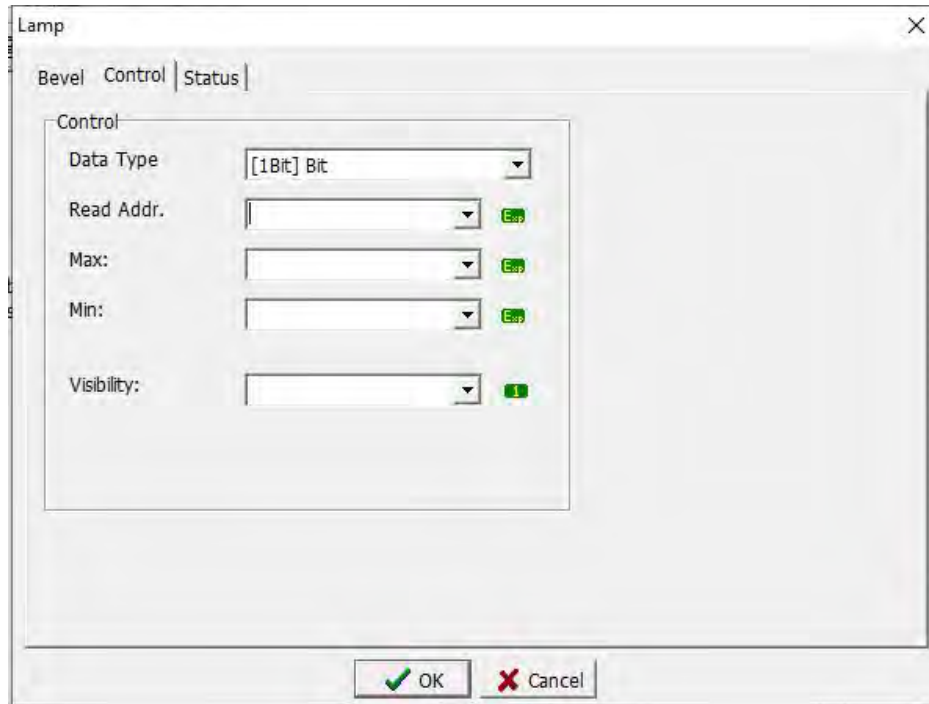 Lamp
Bevel Control Status
Control
Data Type [1Bit] Bit
Read Addr. Exp
Max: Exp
Min: Exp
Visibility: 1
OK Cancel